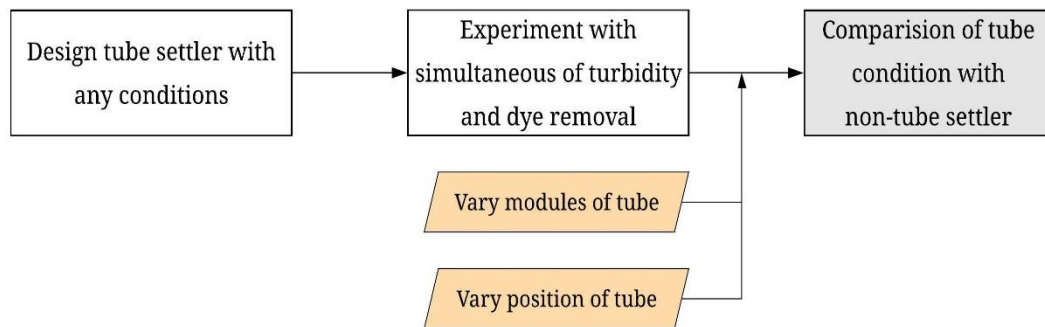 Design tube settler with
any conditions
Experiment with
simultaneous of turbidity
and dye removal
Comparision of tube
condition with
non-tube settler
Vary modules of tube
Vary position of tube